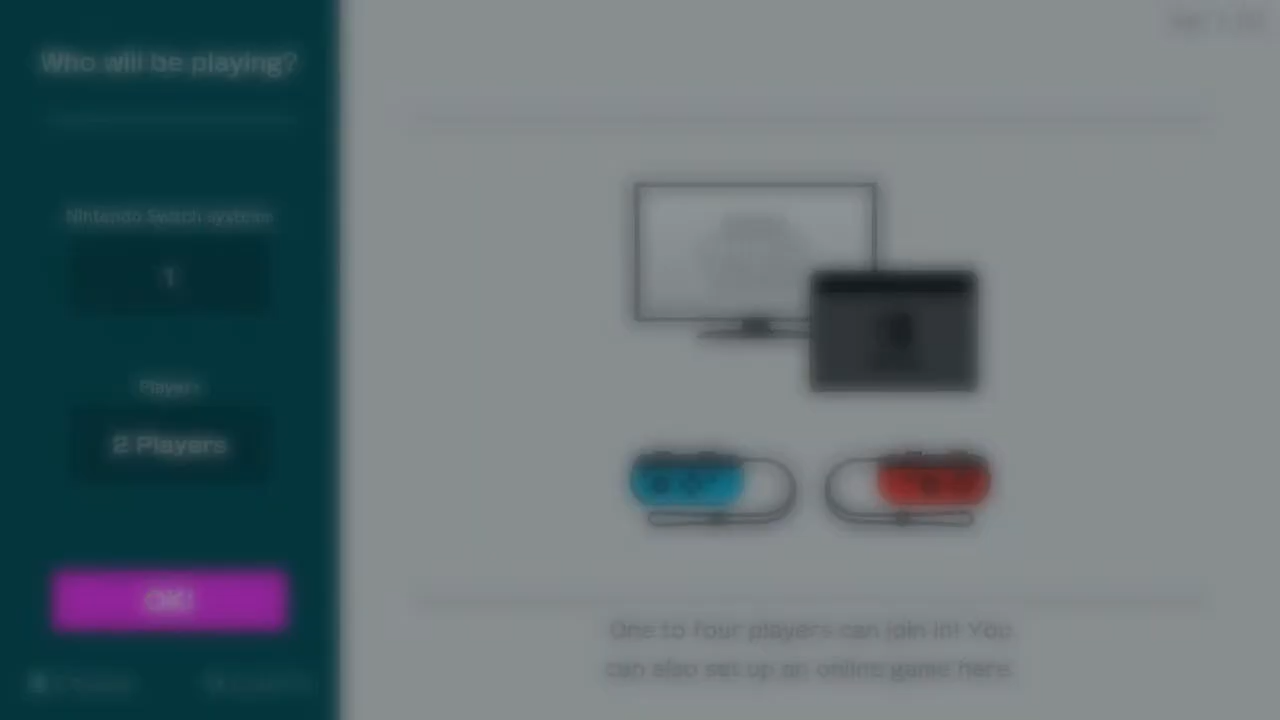 Who will be playing?
Nintendo Switch systems
1
Players
2 Players
OK!
One to four players can join in! You
can also set up an online game here.